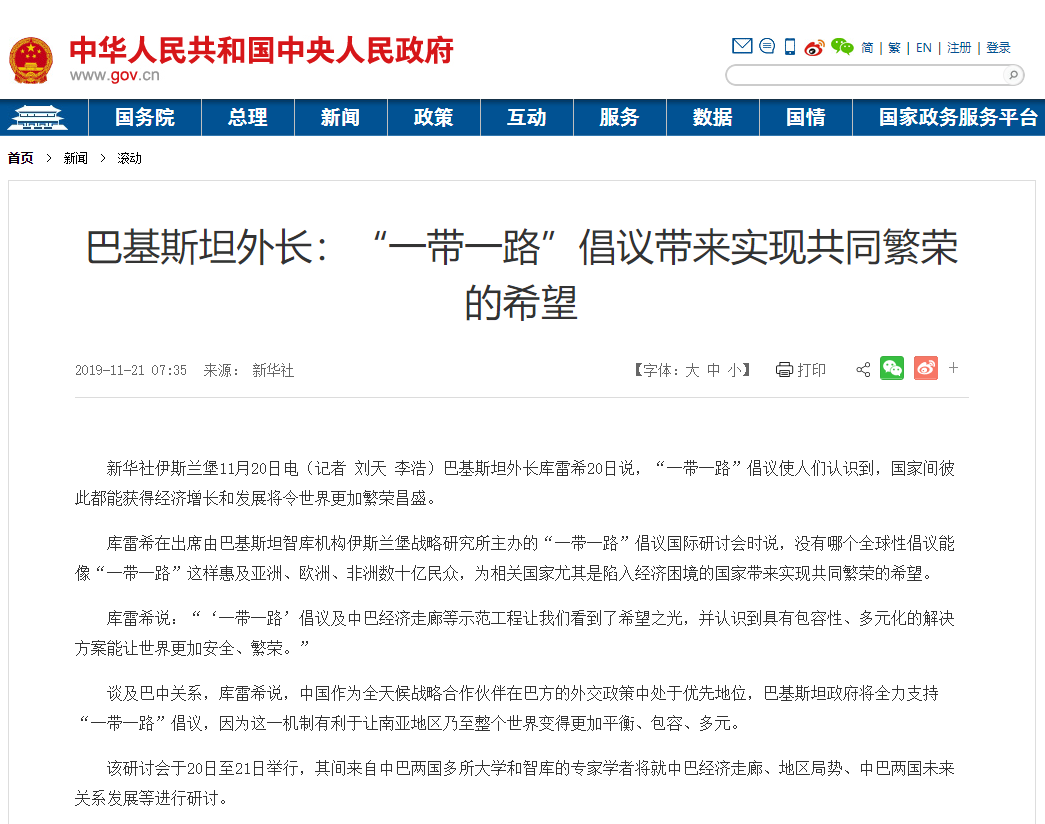 中华人民共和国中央人民政府
www.gov.cn
简 | 繁 | EN | 注册 | 登录
国务院 总理 新闻 政策 互动 服务 数据 国情 国家政务服务平台
首页 > 新闻 > 滚动
巴基斯坦外长：“一带一路”倡议带来实现共同繁荣
的希望
2019-11-21 07:35 来源： 新华社
【字体：大 中 小】 打印 +
新华社伊斯兰堡11月20日电（记者 刘天 李浩）巴基斯坦外长库雷希20日说，“一带一路”倡议使人们认识到，国家间彼
此都能获得经济增长和发展将令世界更加繁荣昌盛。
库雷希在出席由巴基斯坦智库机构伊斯兰堡战略研究所主办的“一带一路”倡议国际研讨会时说，没有哪个全球性倡议能
像“一带一路”这样惠及亚洲、欧洲、非洲数十亿民众，为相关国家尤其是陷入经济困境的国家带来实现共同繁荣的希望。
库雷希说：“‘一带一路’倡议及中巴经济走廊等示范工程让我们看到了希望之光，并认识到具有包容性、多元化的解决
方案能让世界更加安全、繁荣。”
谈及巴中关系，库雷希说，中国作为全天候战略合作伙伴在巴方的外交政策中处于优先地位，巴基斯坦政府将全力支持
“一带一路”倡议，因为这一机制有利于让南亚地区乃至整个世界变得更加平衡、包容、多元。
该研讨会于20日至21日举行，其间来自中巴两国多所大学和智库的专家学者将就中巴经济走廊、地区局势、中巴两国未来
关系发展等进行研讨。